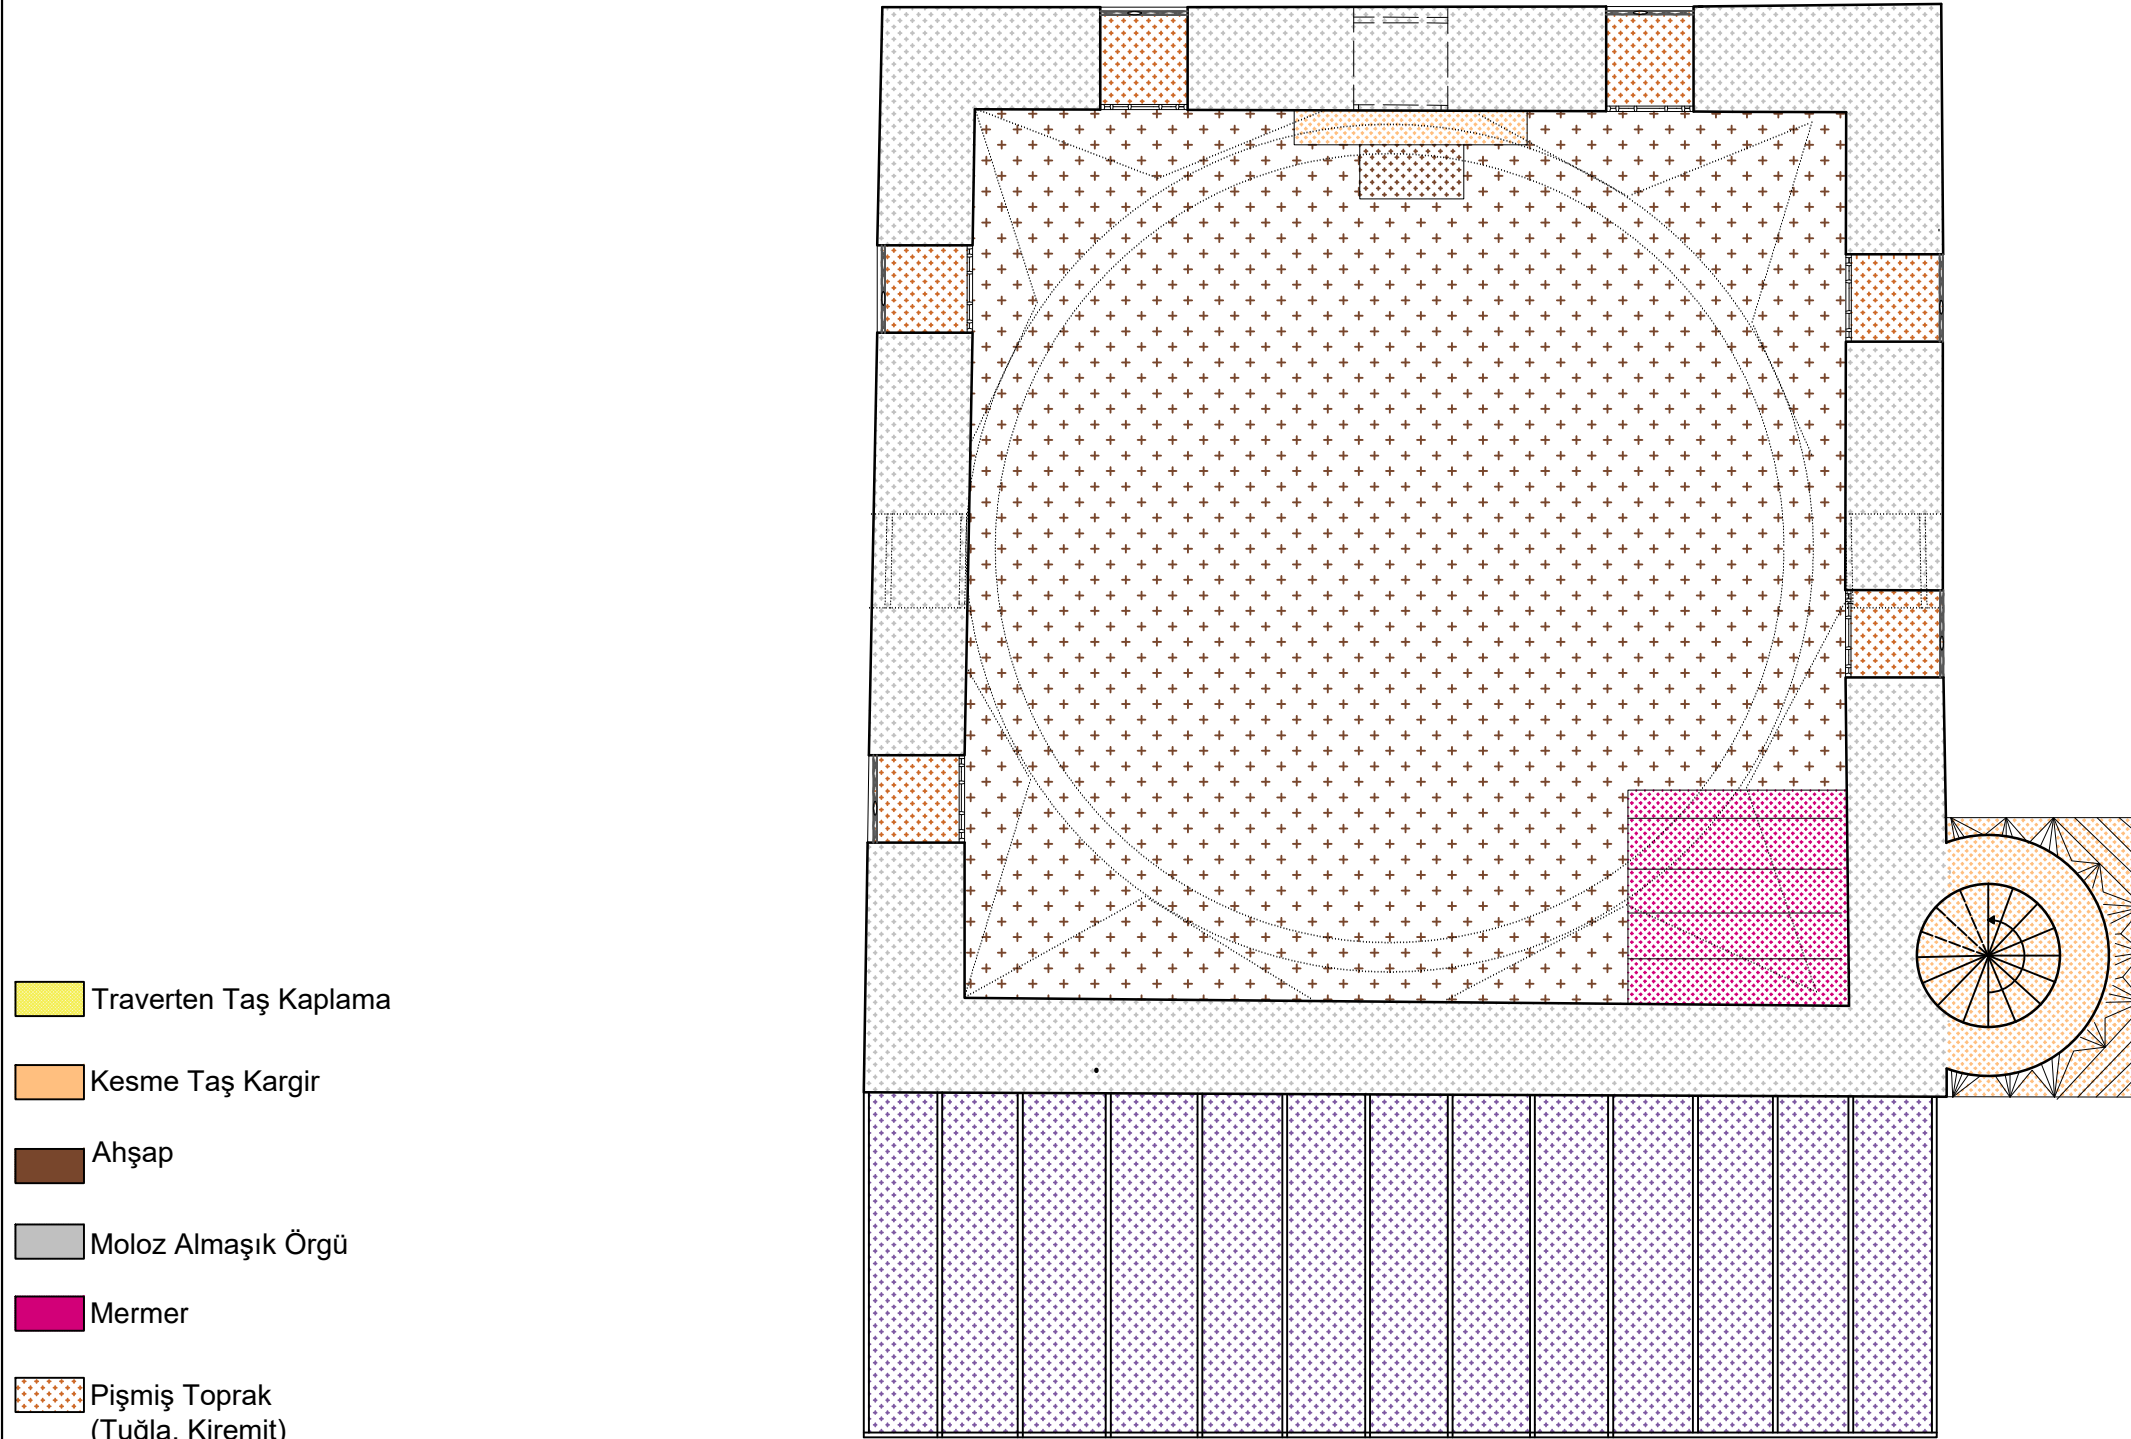 Traverten Taş Kaplama
Kesme Taş Kargir
Ahşap
Moloz Almaşık Örgü
Mermer
Pişmiş Toprak
(Tuğla, Kiremit)